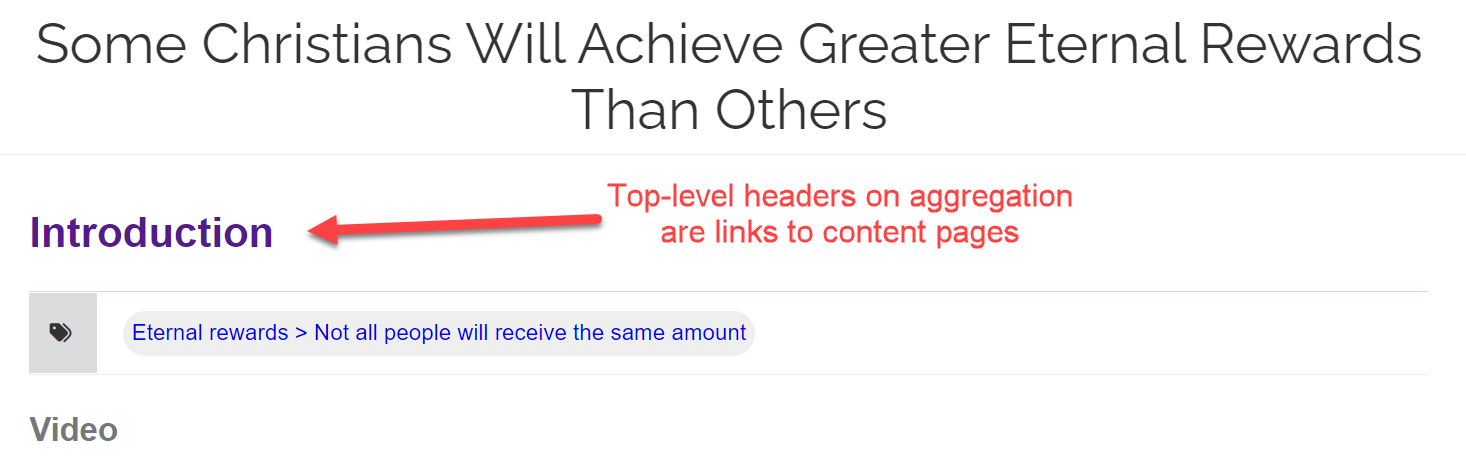 Some Christians Will Achieve Greater Eternal Rewards
Than Others
Introduction
Top-level headers on aggregation
are links to content pages
Eternal rewards > Not all people will receive the same amount
Video